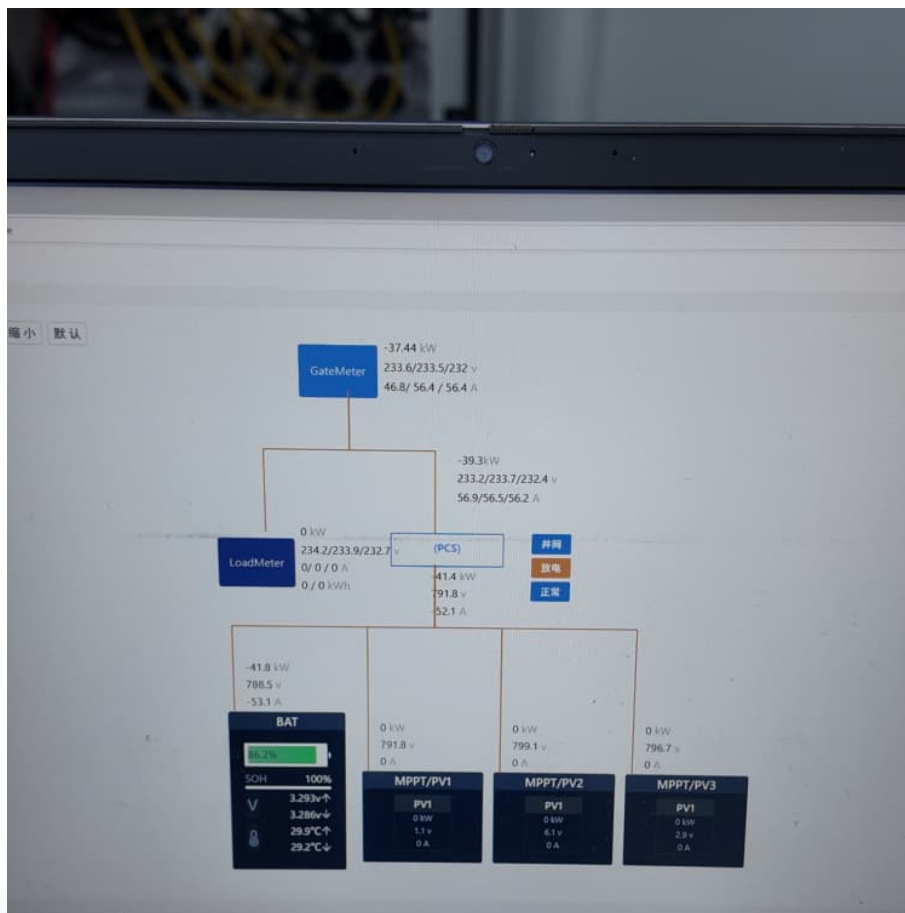 缩小 默认
GateMeter
-37.44 kW
233.6/233.5/232 v
46.8/ 56.4 / 56.4 A
-39.3kW
233.2/233.7/232.4 v
56.9/56.5/56.2 A
LoadMeter
0 kW
234.2/233.9/232.7 v
0/ 0 / 0 A
0 / 0 kWh
(PCS)
并网
放电
正常
-41.4 kW
791.8 v
-52.1 A
-41.8 kW
788.5 v
-53.1 A
BAT
86.2%
SOH 100%
V 3.293v↑
3.286v↓
29.9℃↑
29.2℃↓
0 kW
791.8 v
0 A
MPPT/PV1
PV1
0 kW
1.1 v
0 A
0 kW
799.1 v
0 A
MPPT/PV2
PV1
0 kW
6.1 v
0 A
0 kW
796.7 v
0 A
MPPT/PV3
PV1
0 kW
2.9 v
0 A